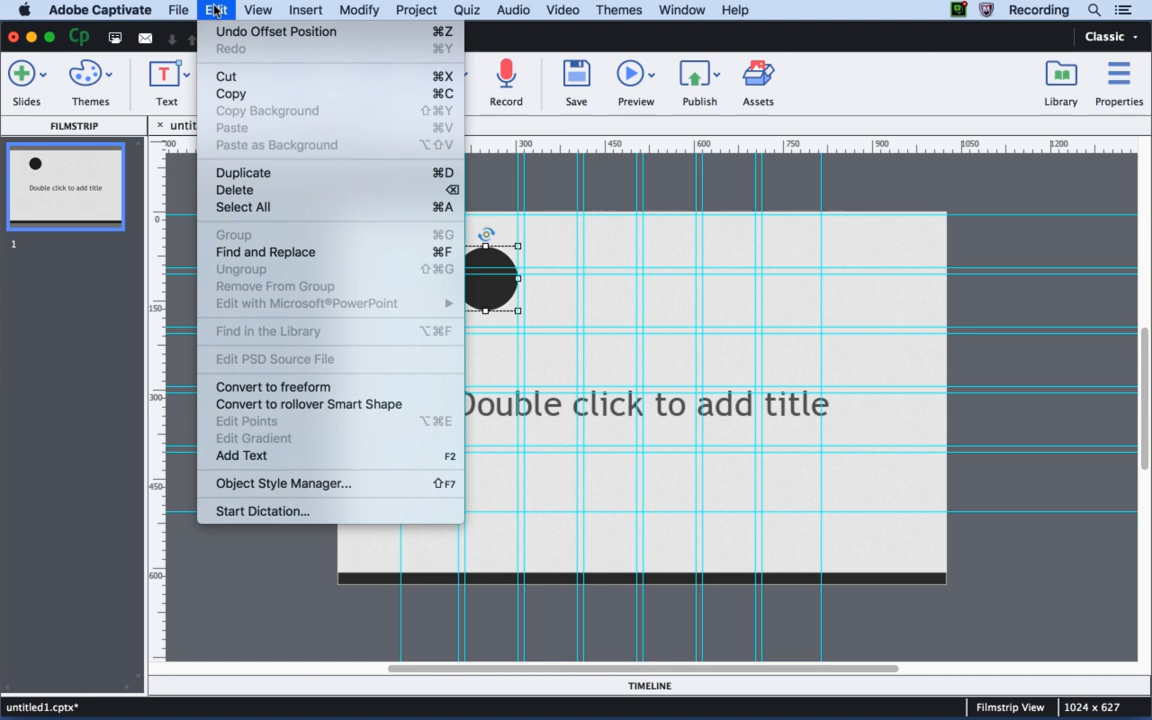 Adobe Captivate File Edit View Insert Modify Project Quiz Audio Video Themes Window Help Recording
Cp Classic
Slides Themes Text Record Save Preview Publish Assets Library Properties
FILMSTRIP × untit
Undo Offset Position ⌘Z
Redo ⌘Y
Cut ⌘X
Copy ⌘C
Copy Background ⇧⌘Y
Paste ⌘V
Paste as Background ⌥⇧V
Duplicate ⌘D
Delete ⌫
Select All ⌘A
Group ⌘G
Find and Replace ⌘F
Ungroup ⇧⌘G
Remove From Group
Edit with Microsoft®PowerPoint ▶
Find in the Library ⌥⌘F
Edit PSD Source File
Convert to freeform
Convert to rollover Smart Shape
Edit Points ⌥⌘E
Edit Gradient
Add Text F2
Object Style Manager... ⇧F7
Start Dictation...
300 450 600 750 900 1050 1200
0
150
300
450
600
Double click to add title
1
Double click to add title
TIMELINE
untitled1.cptx* Filmstrip View 1024 x 627